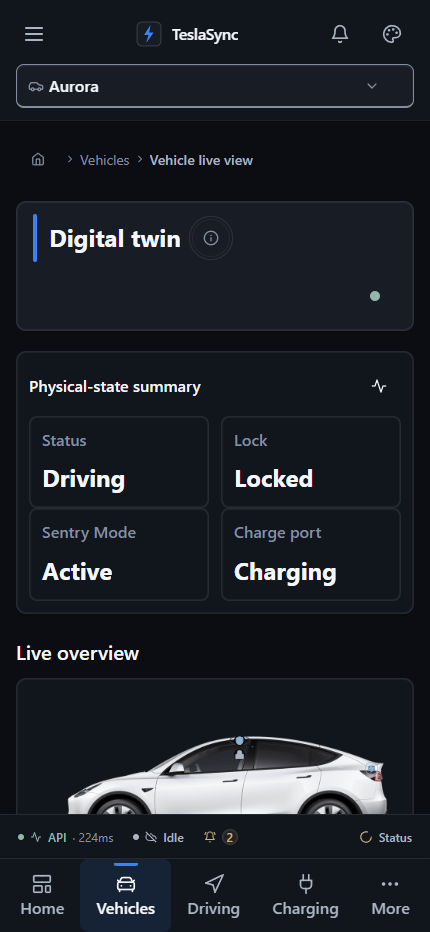 TeslaSync
Aurora
Vehicles Vehicle live view
Digital twin
Physical-state summary
Status Lock
Driving Locked
Sentry Mode Charge port
Active Charging
Live overview
API · 224ms Idle 2 Status
Home Vehicles Driving Charging More